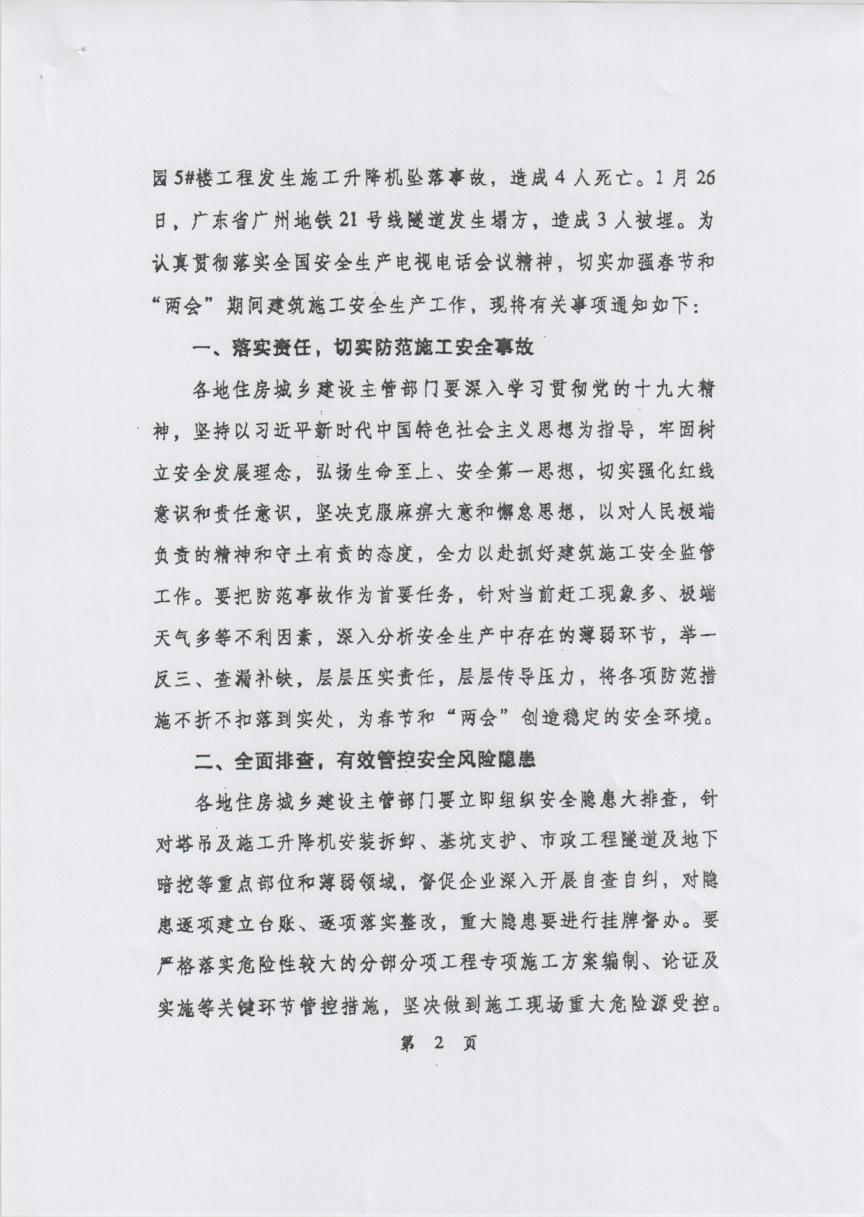 园5#楼工程发生施工升降机坠落事故，造成4人死亡。1月26
日，广东省广州地铁21号线隧道发生塌方，造成3人被埋。为
认真贯彻落实全国安全生产电视电话会议精神，切实加强春节和
“两会”期间建筑施工安全生产工作，现将有关事项通知如下：
一、落实责任，切实防范施工安全事故
各地住房城乡建设主管部门要深入学习贯彻党的十九大精
神，坚持以习近平新时代中国特色社会主义思想为指导，牢固树
立安全发展理念，弘扬生命至上、安全第一思想，切实强化红线
意识和责任意识，坚决克服麻痹大意和懈怠思想，以对人民极端
负责的精神和守土有责的态度，全力以赴抓好建筑施工安全监管
工作。要把防范事故作为首要任务，针对当前赶工现象多、极端
天气多等不利因素，深入分析安全生产中存在的薄弱环节，举一
反三、查漏补缺，层层压实责任，层层传导压力，将各项防范措
施不折不扣落到实处，为春节和“两会”创造稳定的安全环境。
二、全面排查，有效管控安全风险隐患
各地住房城乡建设主管部门要立即组织安全隐患大排查，针
对塔吊及施工升降机安装拆卸、基坑支护、市政工程隧道及地下
暗挖等重点部位和薄弱领域，督促企业深入开展自查自纠，对隐
患逐项建立台账、逐项落实整改，重大隐患要进行挂牌督办。要
严格落实危险性较大的分部分项工程专项施工方案编制、论证及
实施等关键环节管控措施，坚决做到施工现场重大危险源受控。
第 2 页